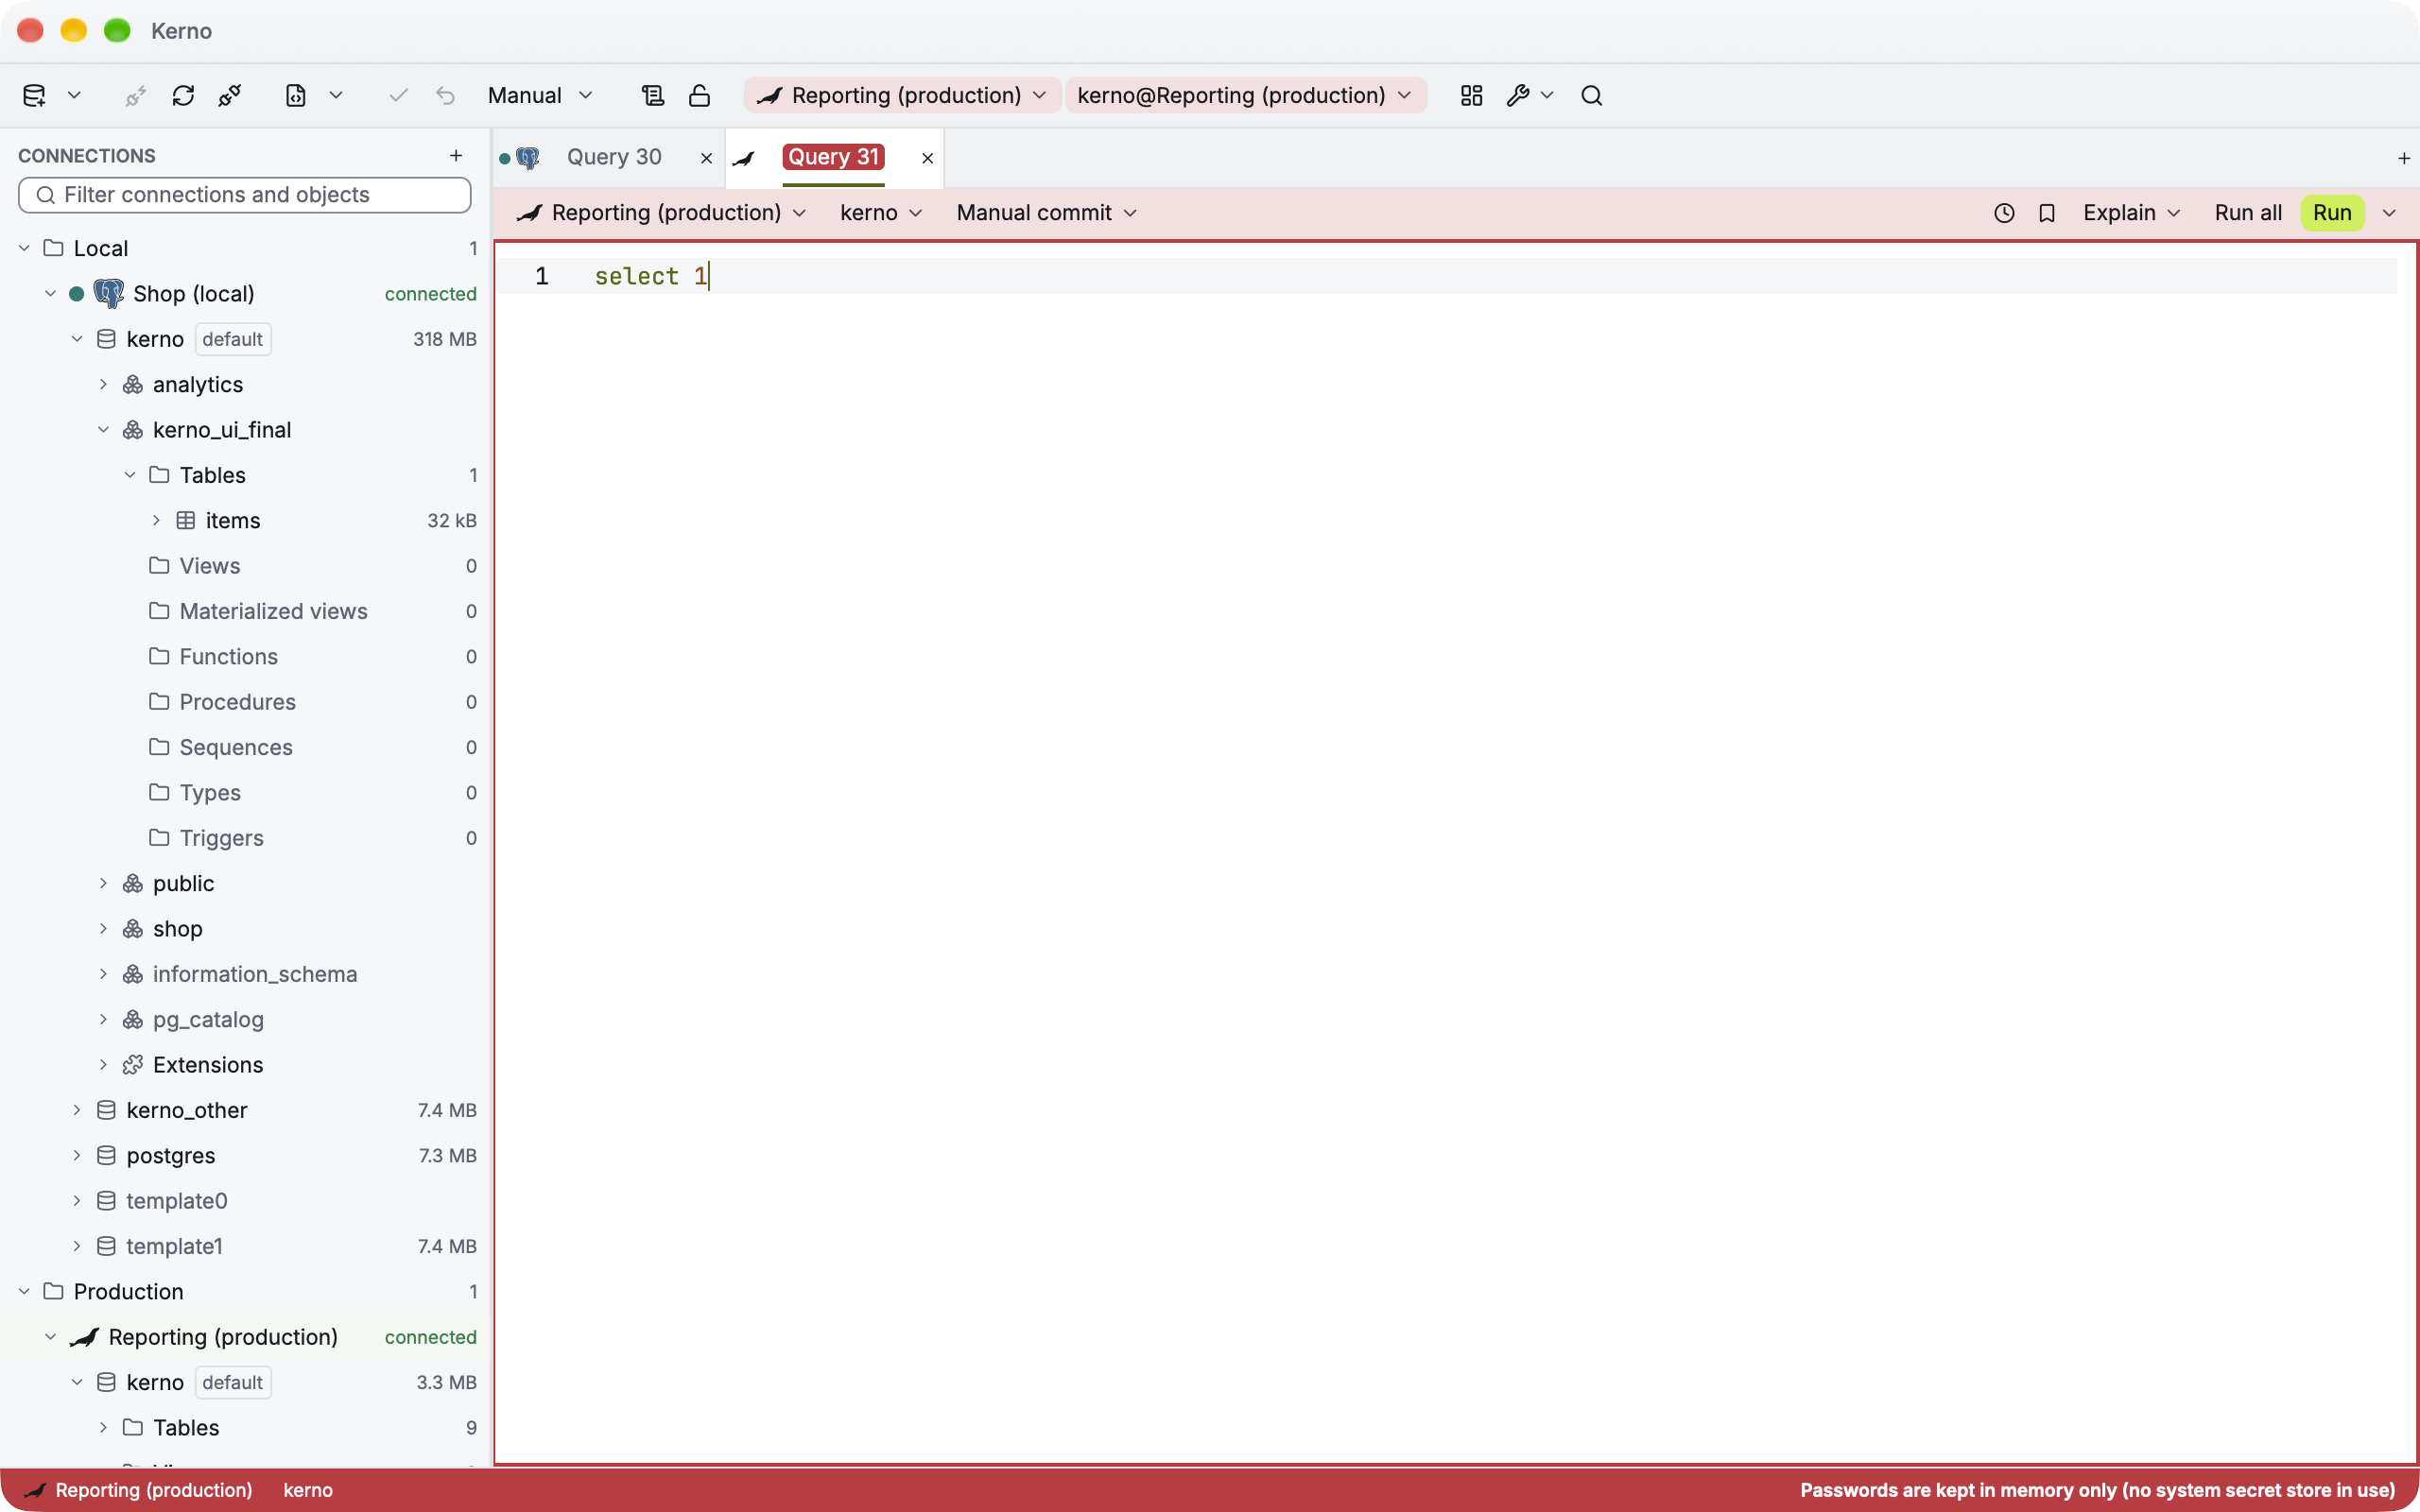 Kerno
Manual
Reporting (production)
kerno@Reporting (production)
CONNECTIONS
Filter connections and objects
Local 1
Shop (local) connected
kerno default 318 MB
analytics
kerno_ui_final
Tables 1
items 32 kB
Views 0
Materialized views 0
Functions 0
Procedures 0
Sequences 0
Types 0
Triggers 0
public
shop
information_schema
pg_catalog
Extensions
kerno_other 7.4 MB
postgres 7.3 MB
template0
template1 7.4 MB
Production 1
Reporting (production) connected
kerno default 3.3 MB
Tables 9
Query 30
Query 31
Reporting (production) kerno Manual commit Explain Run all Run
1 select 1
Reporting (production) kerno Passwords are kept in memory only (no system secret store in use)